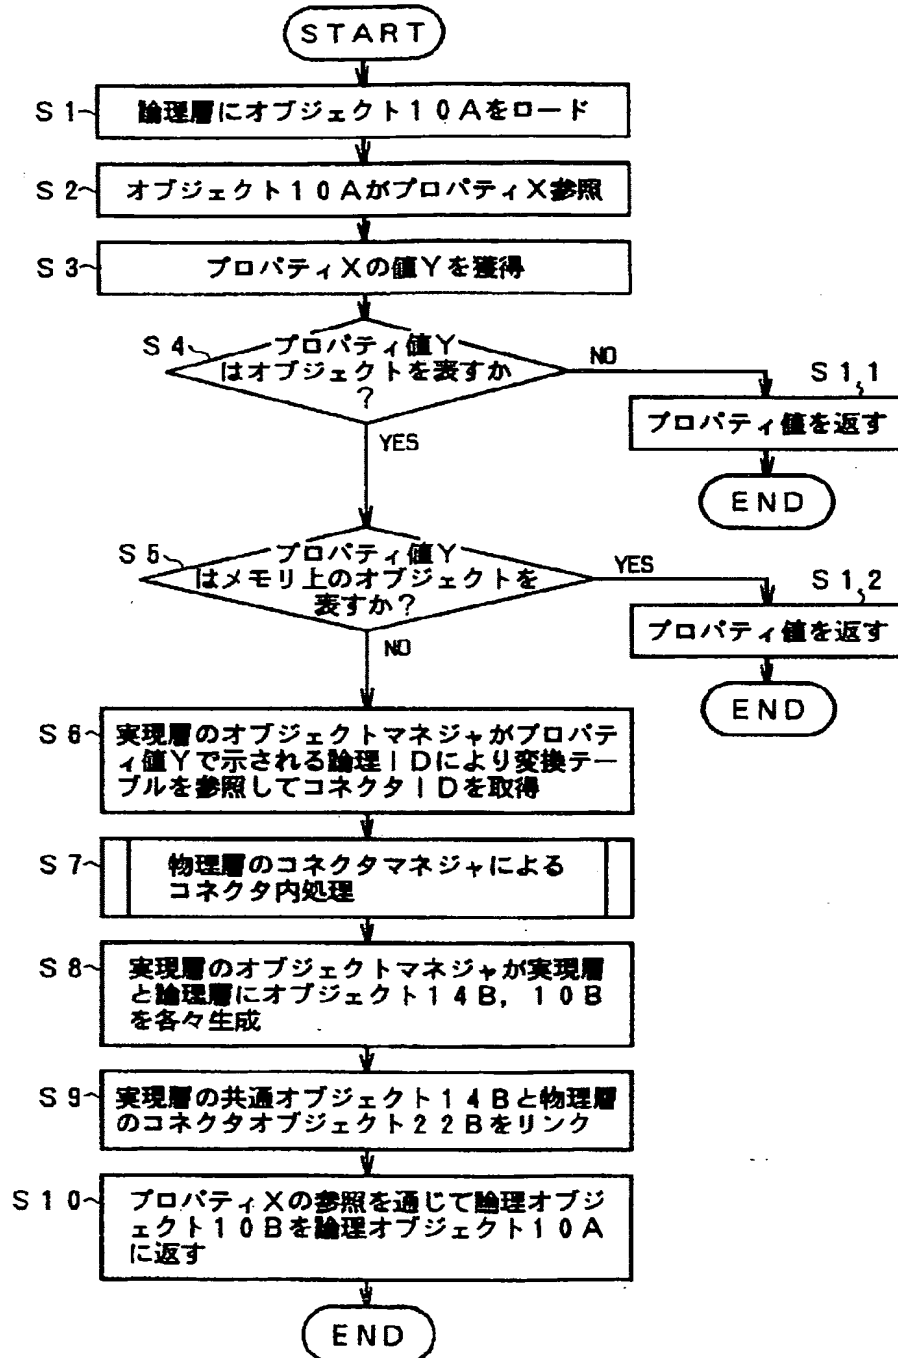 START
S1 論理層にオブジェクト10Aをロード
S2 オブジェクト10AがプロパティX参照
S3 プロパティXの値Yを獲得
S4 プロパティ値Y
はオブジェクトを表すか
?
NO
S11
プロパティ値を返す
END
YES
S5 プロパティ値Y
はメモリ上のオブジェクトを
表すか?
YES
S12
プロパティ値を返す
END
NO
S6 実現層のオブジェクトマネジャがプロパテ
ィ値Yで示される論理IDにより変換テー
ブルを参照してコネクタIDを取得
S7 物理層のコネクタマネジャによる
コネクタ内処理
S8 実現層のオブジェクトマネジャが実現層
と論理層にオブジェクト14B,10B
を各々生成
S9 実現層の共通オブジェクト14Bと物理層
のコネクタオブジェクト22Bをリンク
S10 プロパティXの参照を通じて論理オブジ
ェクト10Bを論理オブジェクト10A
に返す
END